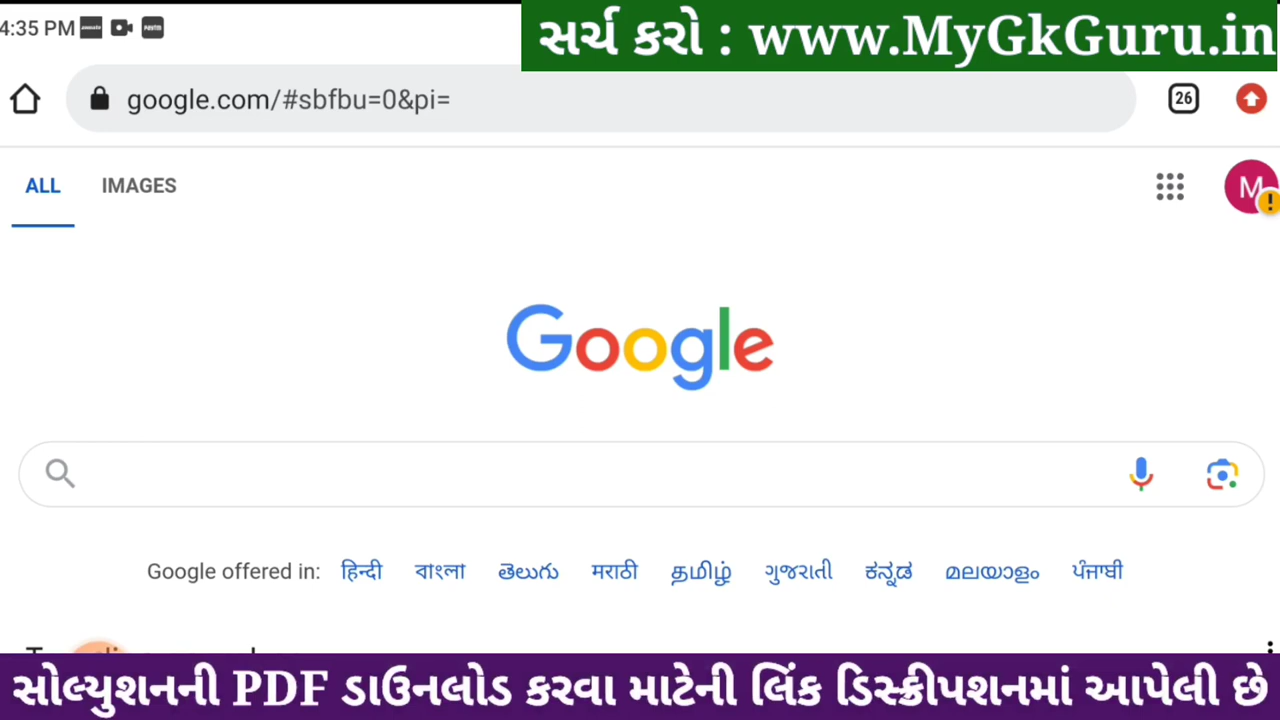 4:35 PM
સર્ચ કરો : www.MyGkGuru.in
google.com/#sbfbu=0&pi=
26
ALL IMAGES
M
Google
Google offered in: हिन्दी বাংলা తెలుగు मराठी தமிழ் ગુજરાતી ಕನ್ನಡ മലയാളം ਪੰਜਾਬੀ
સોલ્યુશનની PDF ડાઉનલોડ કરવા માટેની લિંક ડિસ્ક્રીપશનમાં આપેલી છે